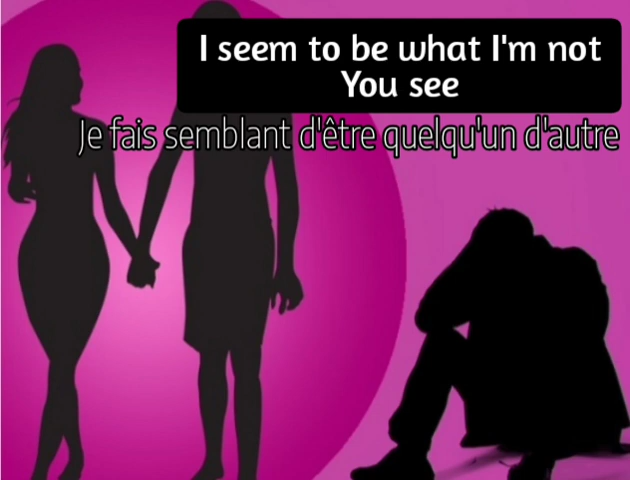 I seem to be what I'm not
You see
Je fais semblant d'être quelqu'un d'autre